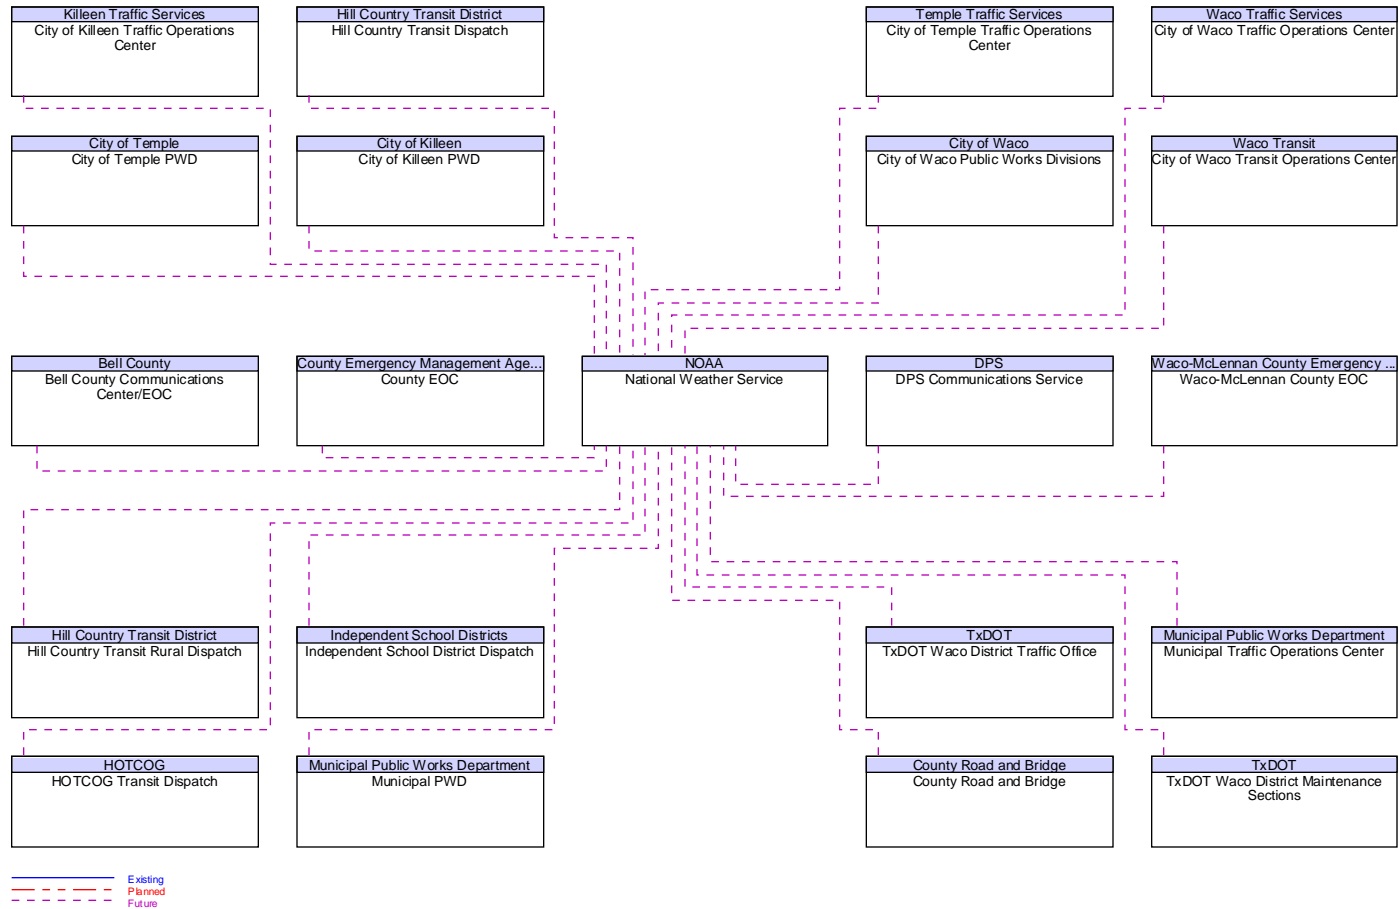 Killeen Traffic Services
City of Killeen Traffic Operations
Center
Hill Country Transit District
Hill Country Transit Dispatch
Temple Traffic Services
City of Temple Traffic Operations
Center
Waco Traffic Services
City of Waco Traffic Operations Center
City of Temple
City of Temple PWD
City of Killeen
City of Killeen PWD
City of Waco
City of Waco Public Works Divisions
Waco Transit
City of Waco Transit Operations Center
Bell County
Bell County Communications
Center/EOC
County Emergency Management Age...
County EOC
NOAA
National Weather Service
DPS
DPS Communications Service
Waco-McLennan County Emergency ...
Waco-McLennan County EOC
Hill Country Transit District
Hill Country Transit Rural Dispatch
Independent School Districts
Independent School District Dispatch
TxDOT
TxDOT Waco District Traffic Office
Municipal Public Works Department
Municipal Traffic Operations Center
HOTCOG
HOTCOG Transit Dispatch
Municipal Public Works Department
Municipal PWD
County Road and Bridge
County Road and Bridge
TxDOT
TxDOT Waco District Maintenance
Sections
Existing
Planned
Future